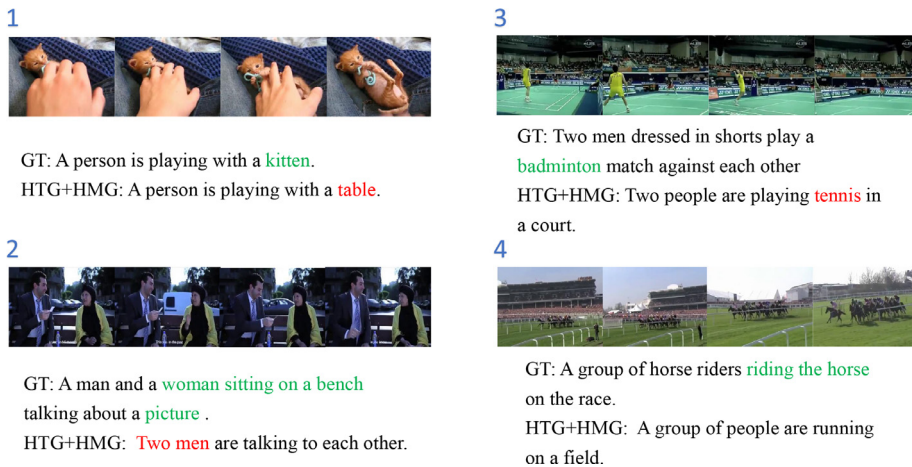 1
GT: A person is playing with a kitten.
HTG+HMG: A person is playing with a table.
2
GT: A man and a woman sitting on a bench
talking about a picture .
HTG+HMG: Two men are talking to each other.
3
GT: Two men dressed in shorts play a
badminton match against each other
HTG+HMG: Two people are playing tennis in
a court.
4
GT: A group of horse riders riding the horse
on the race.
HTG+HMG: A group of people are running
on a field.